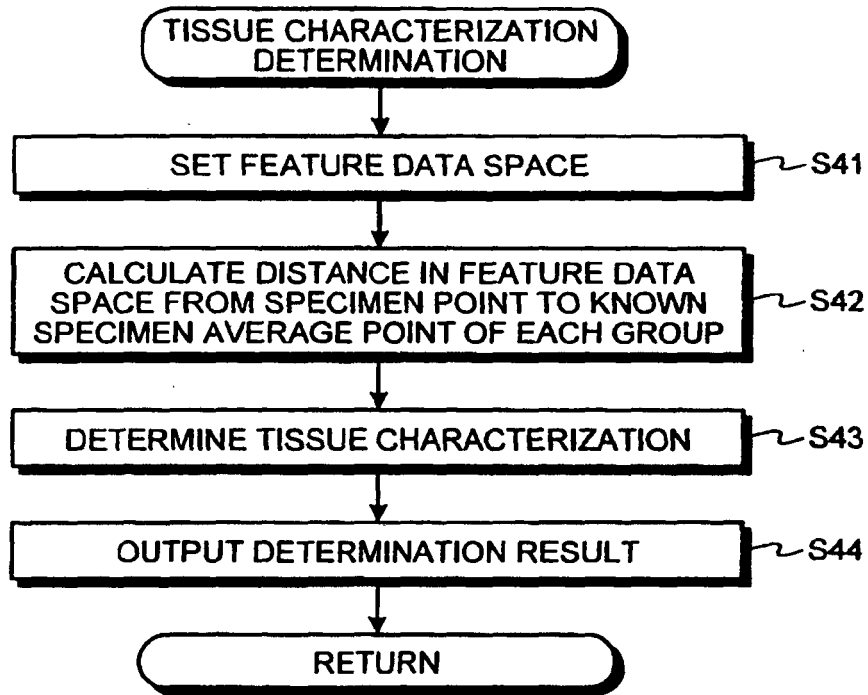 TISSUE CHARACTERIZATION
DETERMINATION
SET FEATURE DATA SPACE
S41
CALCULATE DISTANCE IN FEATURE DATA
SPACE FROM SPECIMEN POINT TO KNOWN
SPECIMEN AVERAGE POINT OF EACH GROUP
S42
DETERMINE TISSUE CHARACTERIZATION
S43
OUTPUT DETERMINATION RESULT
S44
RETURN